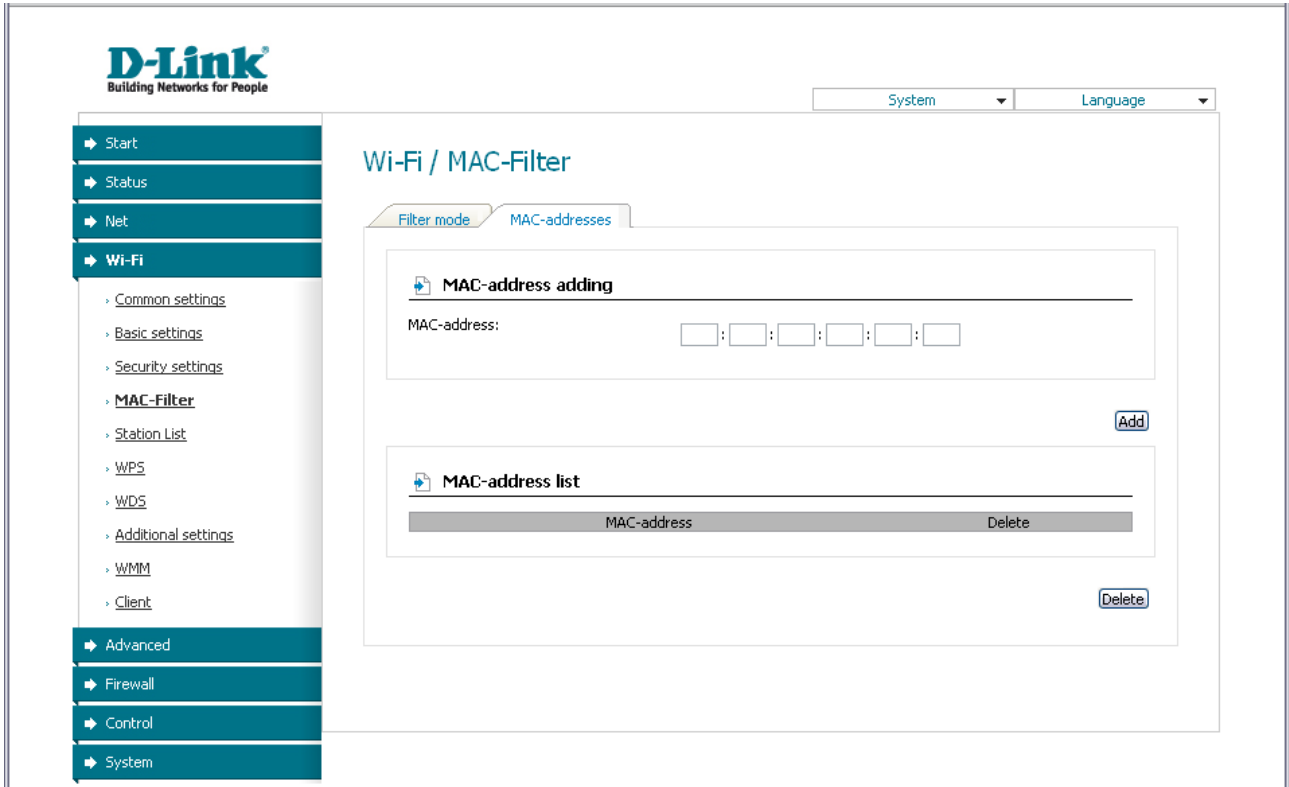 D-Link®
Building Networks for People
System
Language
Start
Status
Net
Wi-Fi
Common settings
Basic settings
Security settings
MAC-Filter
Station List
WPS
WDS
Additional settings
WMM
Client
Advanced
Firewall
Control
System
Wi-Fi / MAC-Filter
Filter mode
MAC-addresses
MAC-address adding
MAC-address: : : : : :
Add
MAC-address list
MAC-address Delete
Delete